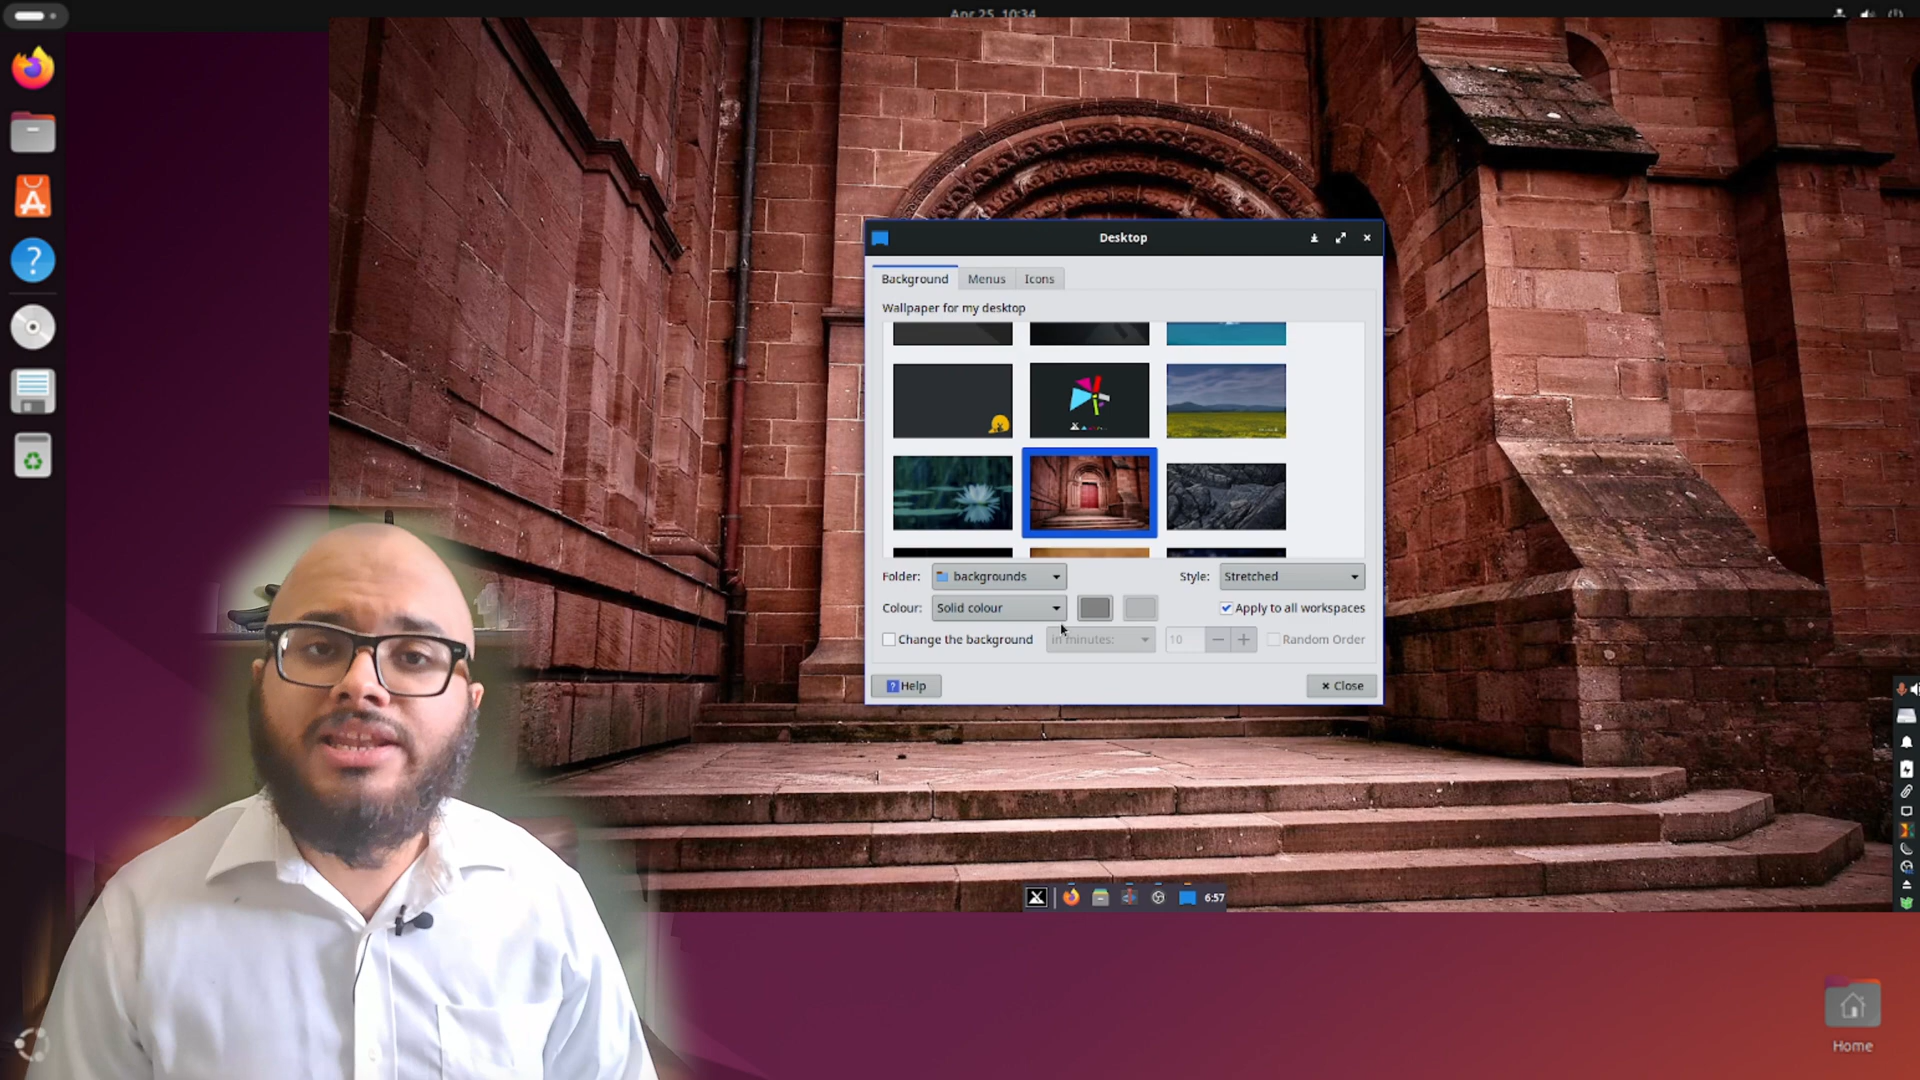 Apr 25 10:34
Desktop
Background Menus Icons
Wallpaper for my desktop
Folder: backgrounds Style: Stretched
Colour: Solid colour Apply to all workspaces
Change the background in minutes: 10 Random Order
? Help Close
6:57
Home